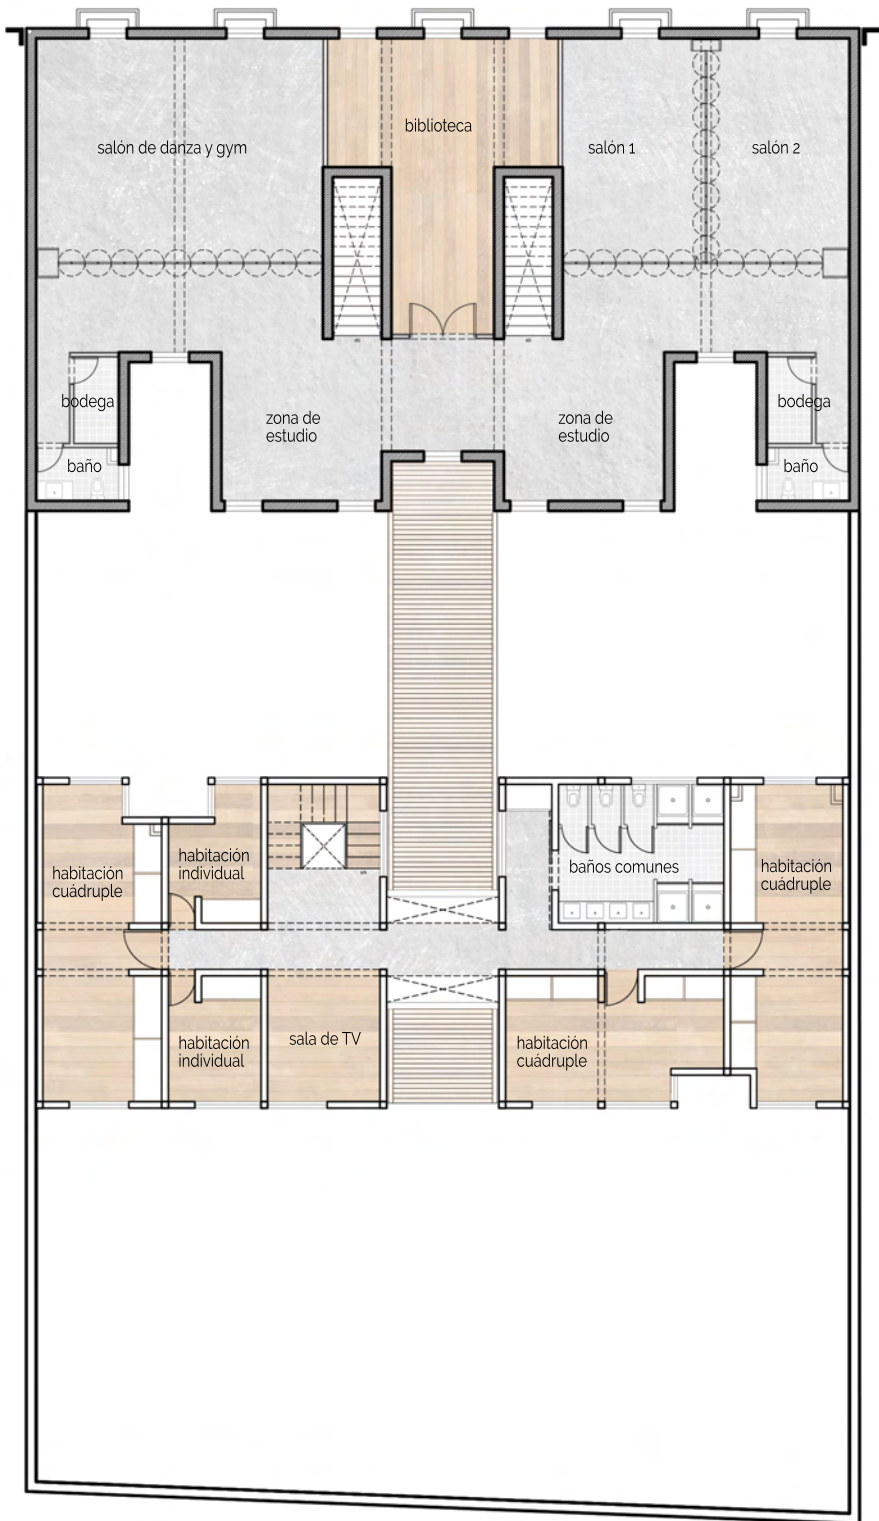 biblioteca
salón de danza y gym
salón 1
salón 2
bodega
zona de
estudio
zona de
estudio
bodega
baño
baño
habitación
cuádruple
habitación
individual
baños comunes
habitación
cuádruple
habitación
individual
sala de TV
habitación
cuádruple